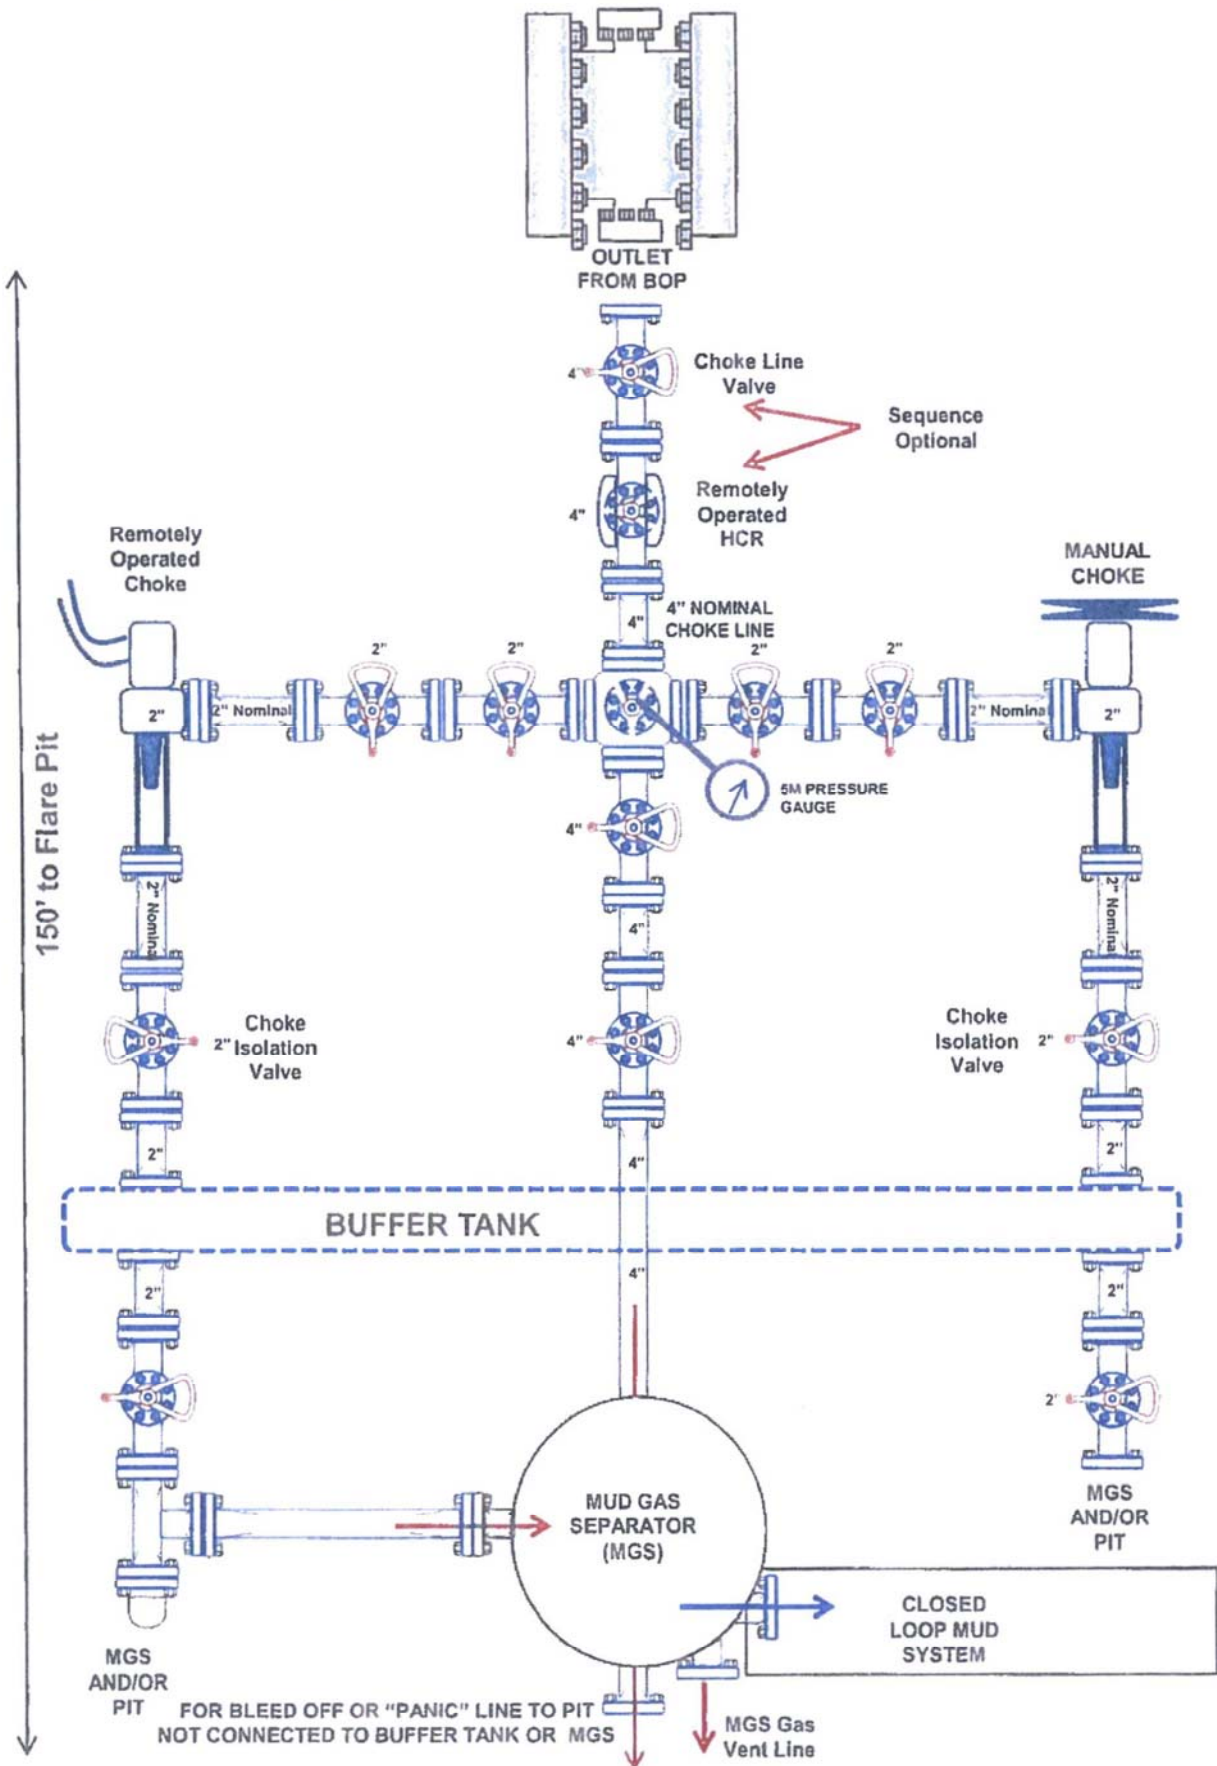 OUTLET
FROM BOP
4"
Choke Line
Valve
Sequence
Optional
4"
Remotely
Operated
HCR
Remotely
Operated
Choke
MANUAL
CHOKE
4"
4" NOMINAL
CHOKE LINE
2"
2"
2"
2"
2"
2" Nominal
2" Nominal
2"
5M PRESSURE
GAUGE
4"
150' to Flare Pit
2" Nominal
4"
2" Nominal
2"
Choke
Isolation
Valve
4"
Choke
Isolation
Valve
2"
2"
4"
2"
BUFFER TANK
2"
4"
2"
2"
MUD GAS
SEPARATOR
(MGS)
MGS
AND/OR
PIT
CLOSED
LOOP MUD
SYSTEM
MGS
AND/OR
PIT
FOR BLEED OFF OR "PANIC" LINE TO PIT
NOT CONNECTED TO BUFFER TANK OR MGS
MGS Gas
Vent Line